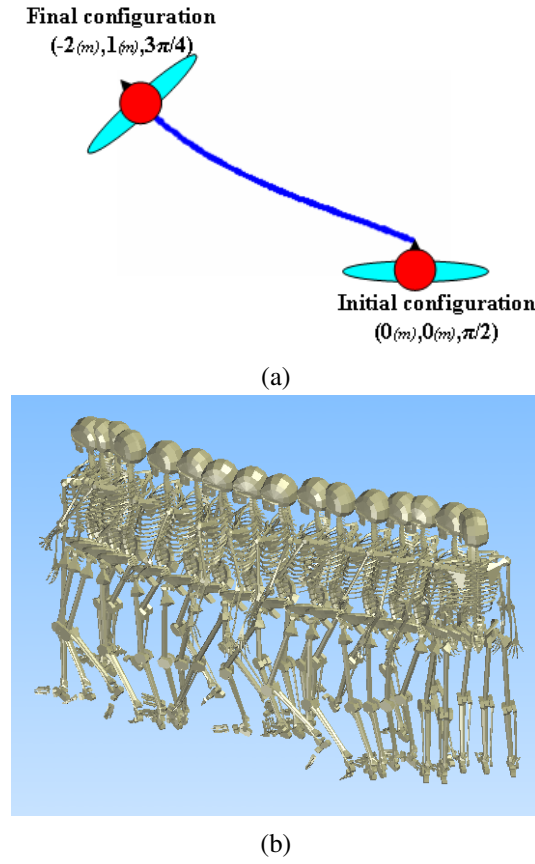 Final configuration
(-2(m),1(m),3π/4)
Initial configuration
(0(m),0(m),π/2)
(a)
(b)